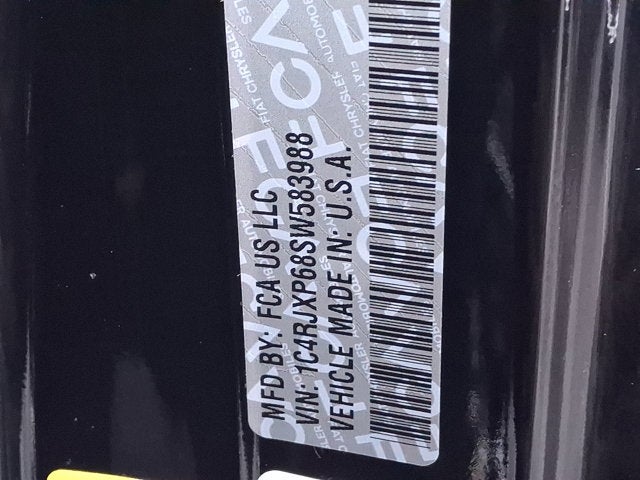 MFD BY: FCA US LLC
VIN: 1C4RJXP68SW583988
VEHICLE MADE IN: U.S.A.